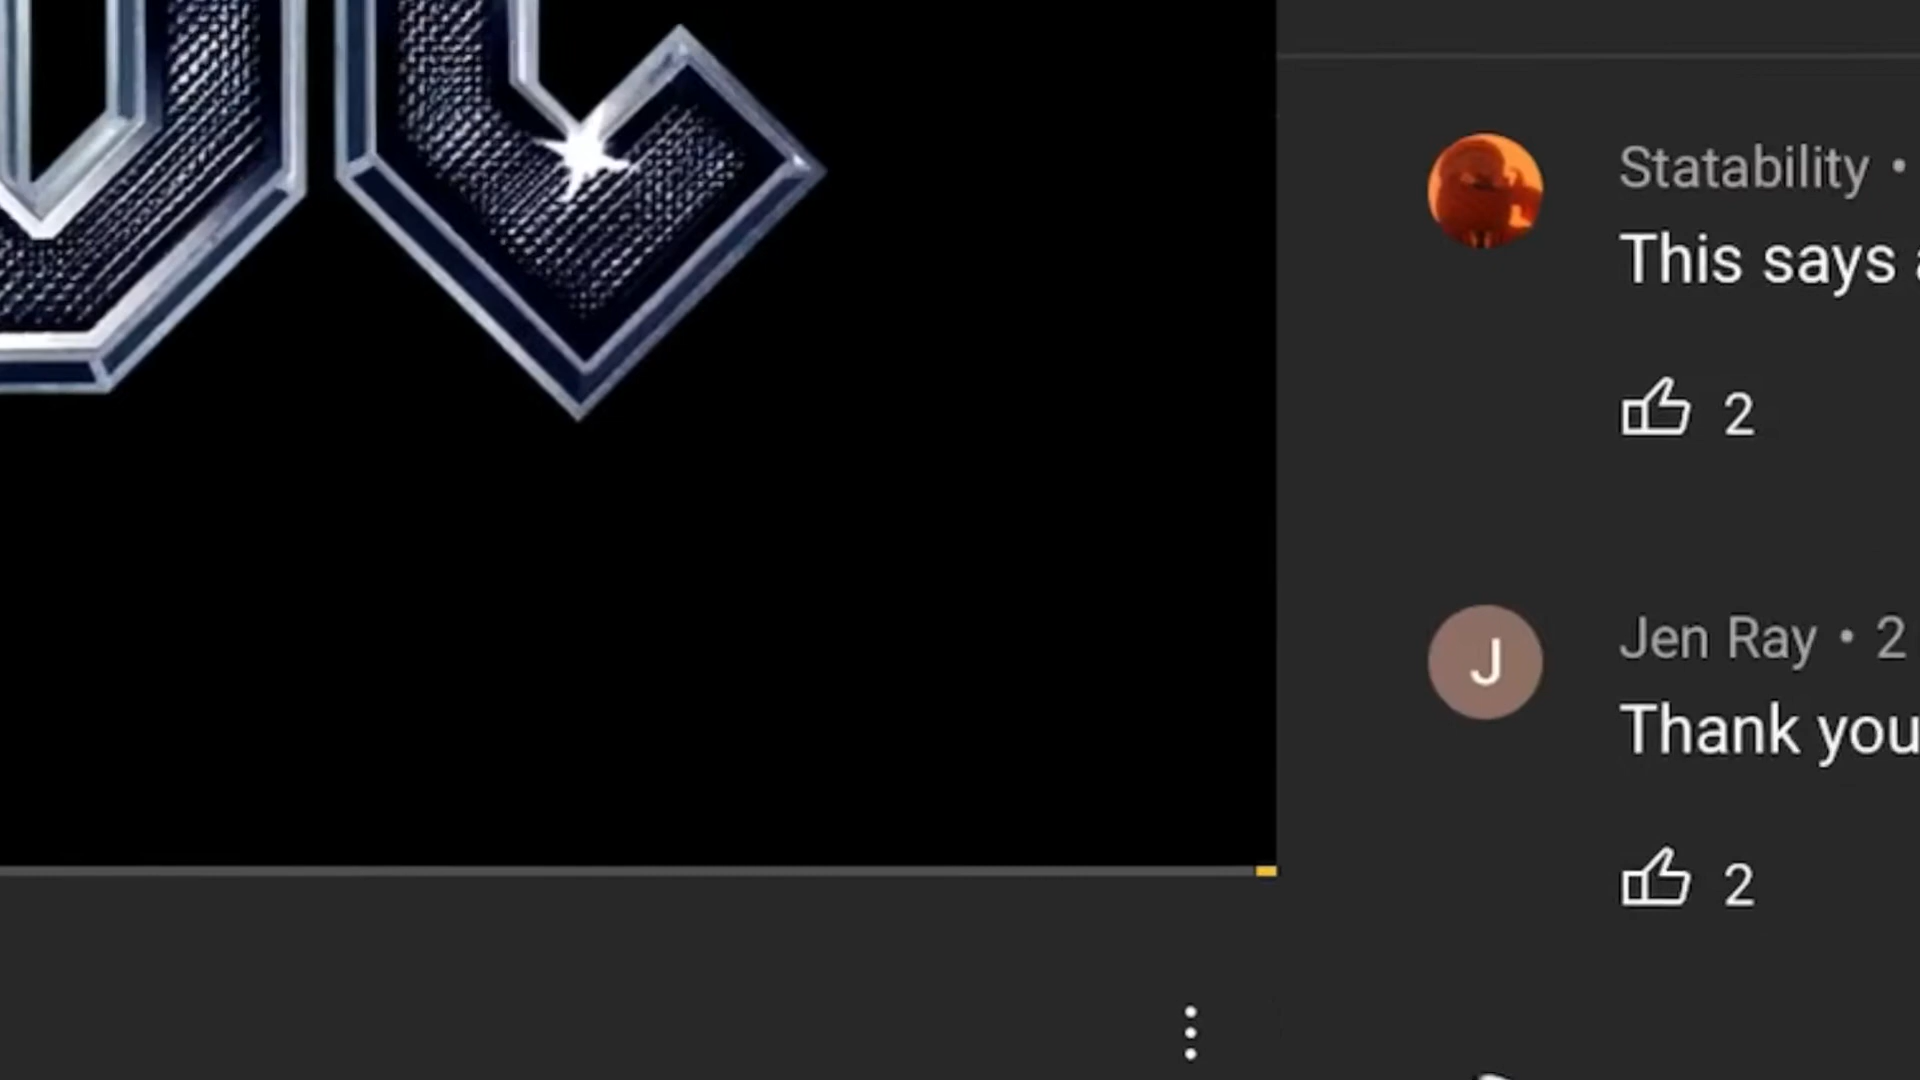 Statability •
This says
2
J
Jen Ray • 2
Thank you
2